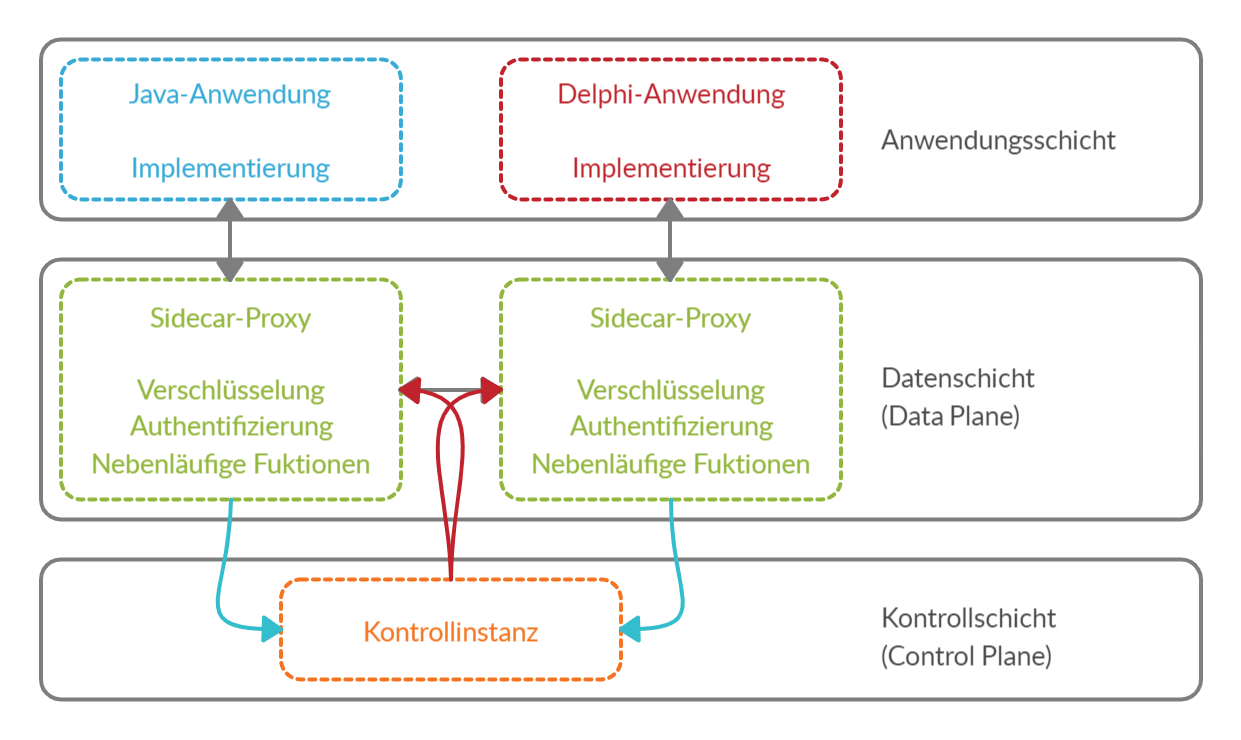 Java-Anwendung
Implementierung
Delphi-Anwendung
Implementierung
Anwendungsschicht
Sidecar-Proxy
Verschlüsselung
Authentifizierung
Nebenläufige Fuktionen
Sidecar-Proxy
Verschlüsselung
Authentifizierung
Nebenläufige Fuktionen
Datenschicht
(Data Plane)
Kontrollinstanz
Kontrollschicht
(Control Plane)